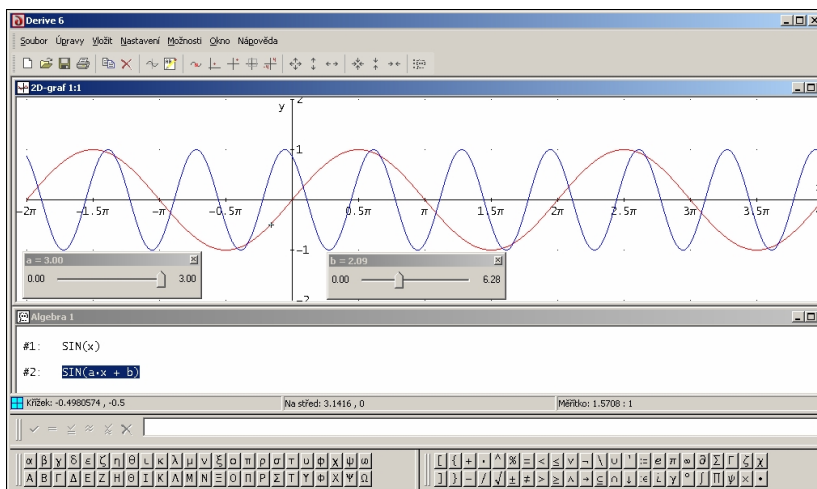 Derive 6
Soubor Úpravy Vložit Nastavení Možnosti Okno Nápověda
2D-graf 1:1
y 2
1
-2π -1.5π -π -0.5π 0.5π π 1.5π 2π 2.5π 3π 3.5π
-1
-2
a = 3.00
0.00 3.00
b = 2.09
0.00 6.28
Algebra 1
#1: SIN(x)
#2: SIN(a·x + b)
Křížek: -0.4980574 , -0.5 Na střed: 3.1416 , 0 Měřítko: 1.5708 : 1
α β γ δ ε ζ η θ ι κ λ μ ν ξ ο π ρ σ τ υ φ χ ψ ω [ { + · ^ % = < ≤ ∨ ¬ \ ∪ ' := e π ∞ ∂ Σ Γ ζ χ
Α Β Γ Δ Ε Ζ Η Θ Ι Κ Λ Μ Ν Ξ Ο Π Ρ Σ Τ Υ Φ Χ Ψ Ω ] } - / √ ± ≠ > ≥ ∧ → ⊆ ∩ ↓ :∈ i γ ° ∫ Π ψ × •